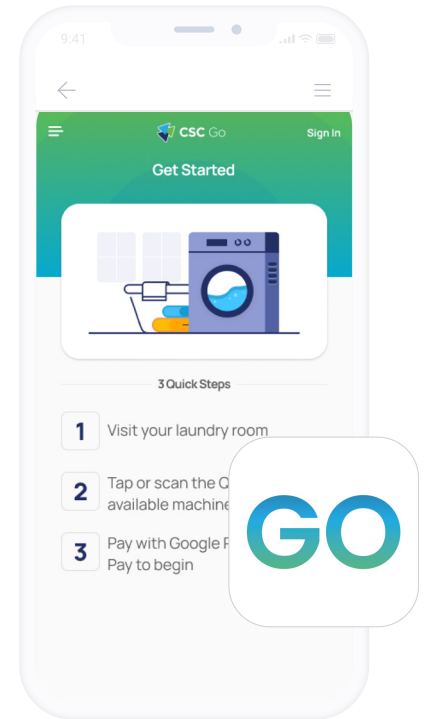 9:41
CSC Go
Sign In
Get Started
3 Quick Steps
1 Visit your laundry room
2 Tap or scan the
available machine
3 Pay with Google
Pay to begin
GO